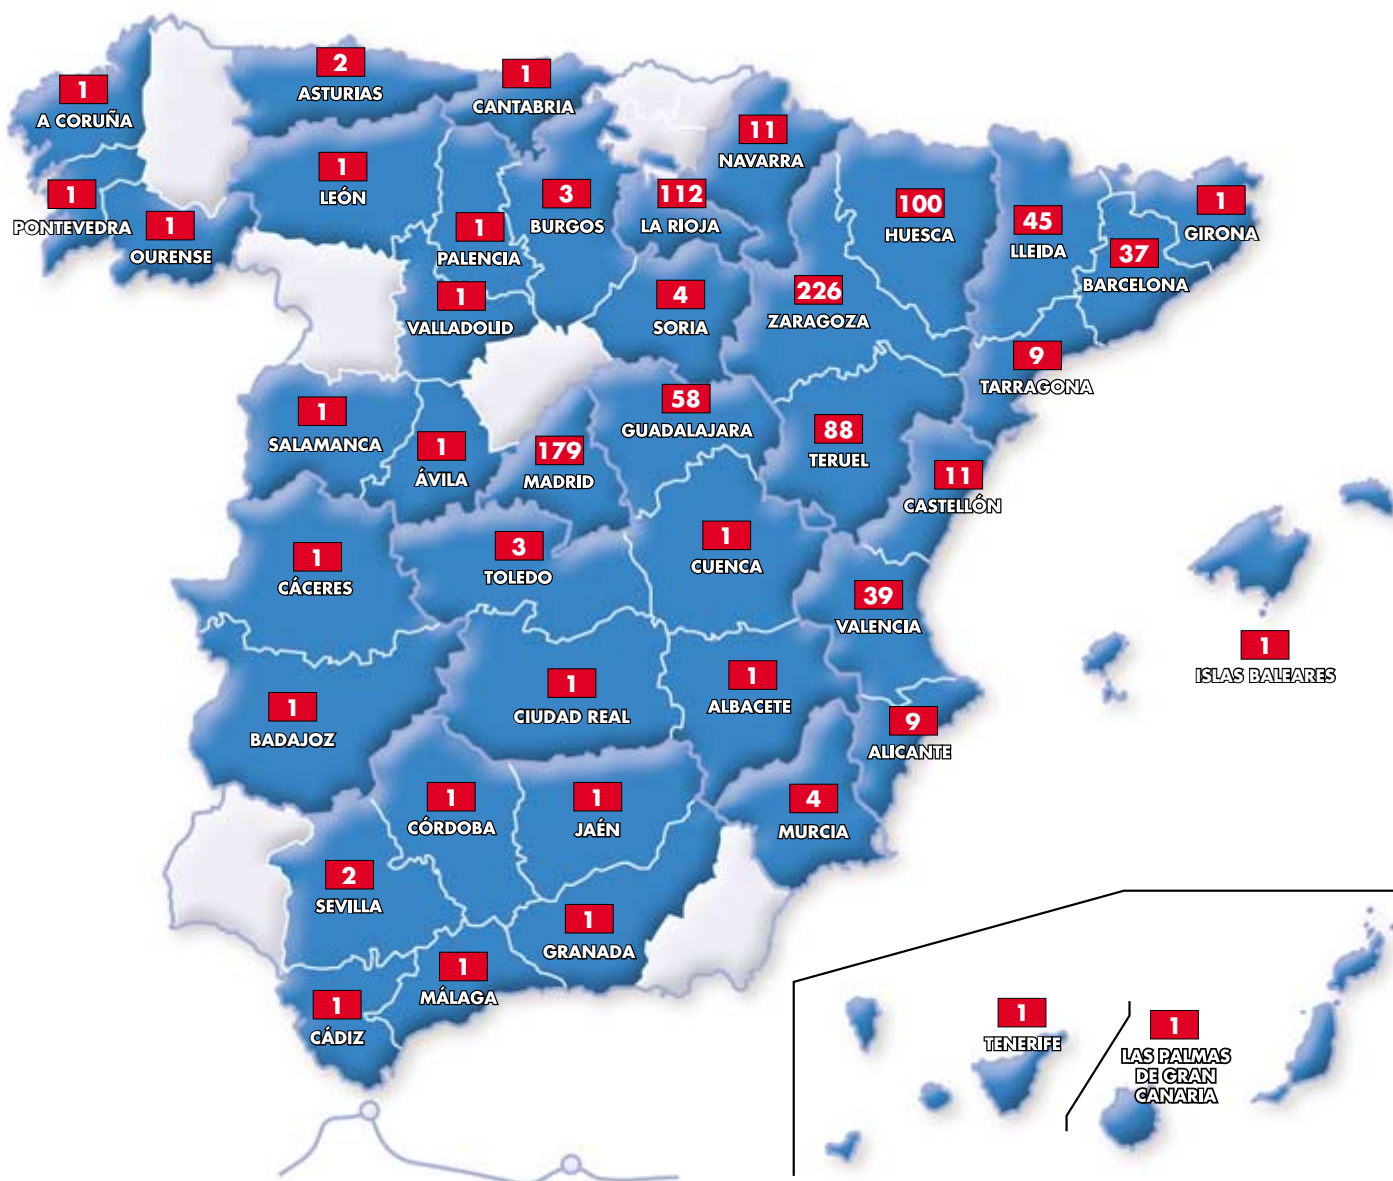 2
ASTURIAS
1
CANTABRIA
1
A CORUÑA
11
NAVARRA
1
LEÓN
3
BURGOS
112
LA RIOJA
100
HUESCA
45
LLEIDA
1
GIRONA
1
PONTEVEDRA
1
OURENSE
1
PALENCIA
37
BARCELONA
1
VALLADOLID
4
SORIA
226
ZARAGOZA
9
TARRAGONA
1
SALAMANCA
1
ÁVILA
179
MADRID
58
GUADALAJARA
88
TERUEL
11
CASTELLÓN
1
CÁCERES
3
TOLEDO
1
CUENCA
39
VALENCIA
1
ISLAS BALEARES
1
BADAJOZ
1
CIUDAD REAL
1
ALBACETE
9
ALICANTE
1
CÓRDOBA
1
JAÉN
4
MURCIA
2
SEVILLA
1
GRANADA
1
MÁLAGA
1
CÁDIZ
1
TENERIFE
1
LAS PALMAS
DE GRAN
CANARIA